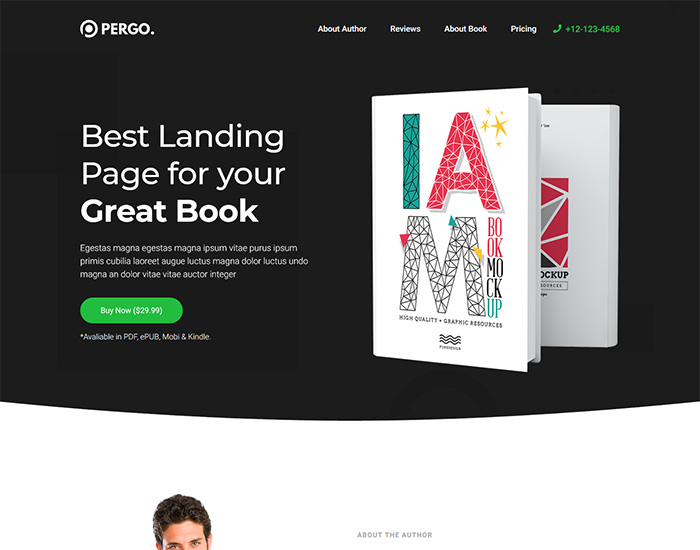 PERGO.
About Author
Reviews
About Book
Pricing
+12-123-4568
Best Landing
Page for your
Great Book
Egestas magna egestas magna ipsum vitae purus ipsum
primis cubilia laoreet augue luctus magna dolor luctus undo
magna an dolor vitae vitae auctor integer
Buy Now ($29.99)
*Avaliable in PDF, ePUB, Mobi & Kindle.
I AM
BOOK
MOCK
UP
HIGH QUALITY • GRAPHIC RESOURCES
PUREDESIGN
MOCKUP
ABOUT THE AUTHOR